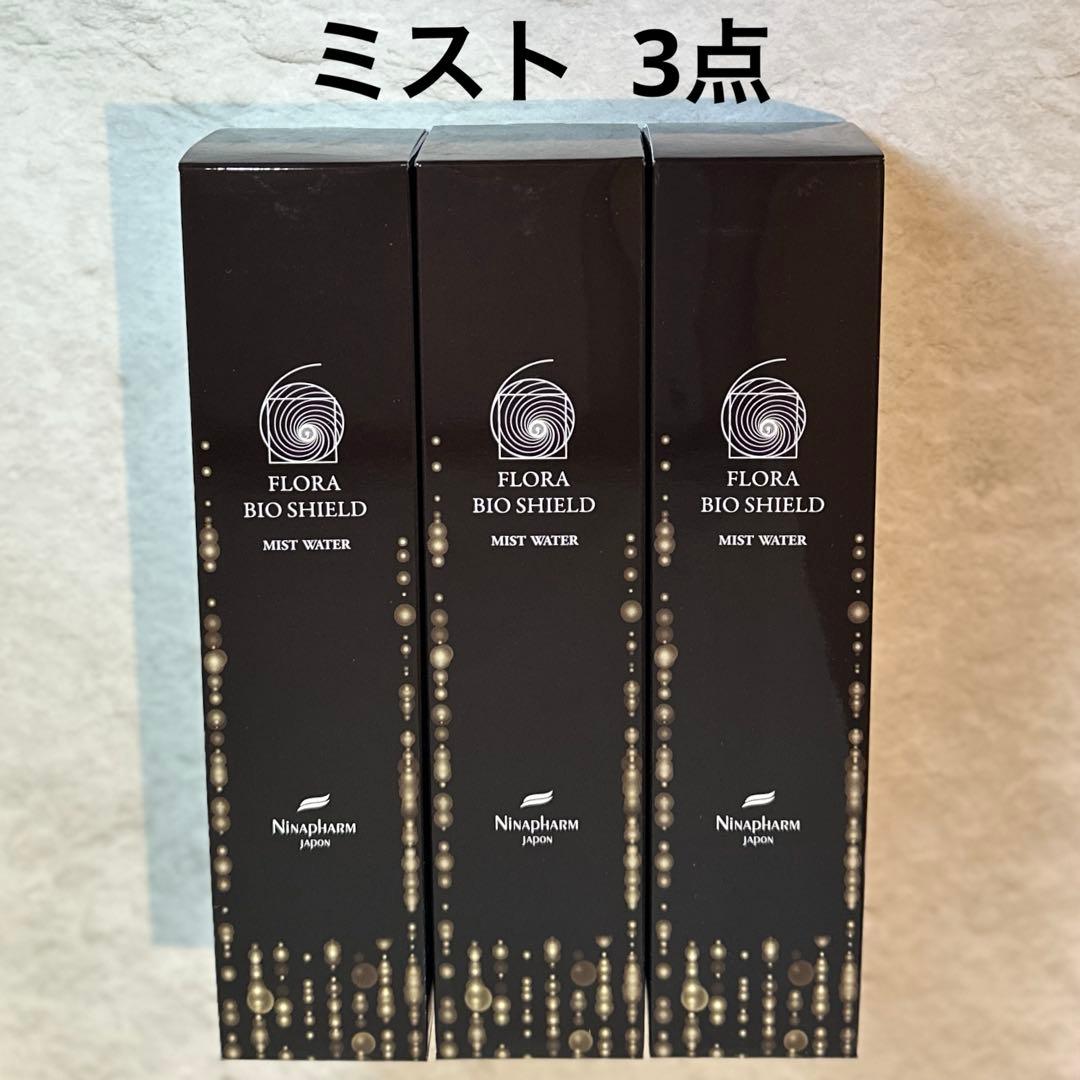 ミスト 3点
FLORA
BIO SHIELD
MIST WATER
NINAPHARM
JAPON
FLORA
BIO SHIELD
MIST WATER
NINAPHARM
JAPON
FLORA
BIO SHIELD
MIST WATER
NINAPHARM
JAPON